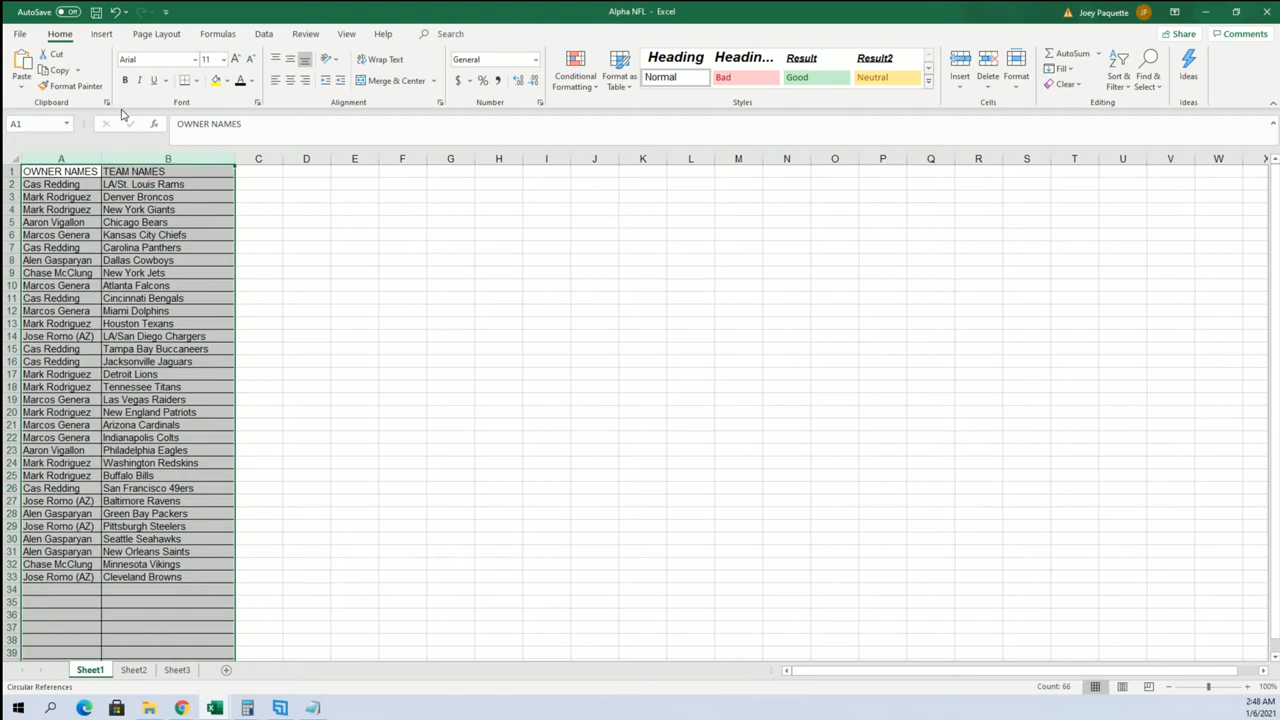 AutoSave Off Alpha NFL - Excel Joey Paquette JP
File Home Insert Page Layout Formulas Data Review View Help Search Share Comments
Paste Cut Copy Format Painter Clipboard
Arial 11 B I U A Font
Wrap Text Merge & Center Alignment
General $ % , Number
Conditional Formatting Format as Table
Heading Headin... Result Result2
Normal Bad Good Neutral
Styles
Insert Delete Format Cells
AutoSum Fill Clear Sort & Filter Find & Select Editing
Ideas Ideas
A1 fx OWNER NAMES
A B C D E F G H I J K L M N O P Q R S T U V W X
1 OWNER NAMES TEAM NAMES
2 Cas Redding LA/St. Louis Rams
3 Mark Rodriguez Denver Broncos
4 Mark Rodriguez New York Giants
5 Aaron Vigallon Chicago Bears
6 Marcos Genera Kansas City Chiefs
7 Cas Redding Carolina Panthers
8 Alen Gasparyan Dallas Cowboys
9 Chase McClung New York Jets
10 Marcos Genera Atlanta Falcons
11 Cas Redding Cincinnati Bengals
12 Marcos Genera Miami Dolphins
13 Mark Rodriguez Houston Texans
14 Jose Romo (AZ) LA/San Diego Chargers
15 Cas Redding Tampa Bay Buccaneers
16 Cas Redding Jacksonville Jaguars
17 Mark Rodriguez Detroit Lions
18 Mark Rodriguez Tennessee Titans
19 Marcos Genera Las Vegas Raiders
20 Mark Rodriguez New England Patriots
21 Marcos Genera Arizona Cardinals
22 Marcos Genera Indianapolis Colts
23 Aaron Vigallon Philadelphia Eagles
24 Mark Rodriguez Washington Redskins
25 Mark Rodriguez Buffalo Bills
26 Cas Redding San Francisco 49ers
27 Jose Romo (AZ) Baltimore Ravens
28 Alen Gasparyan Green Bay Packers
29 Jose Romo (AZ) Pittsburgh Steelers
30 Alen Gasparyan Seattle Seahawks
31 Alen Gasparyan New Orleans Saints
32 Chase McClung Minnesota Vikings
33 Jose Romo (AZ) Cleveland Browns
34
35
36
37
38
39
Sheet1 Sheet2 Sheet3
Circular References Count: 66 100%
2:48 AM
1/6/2021